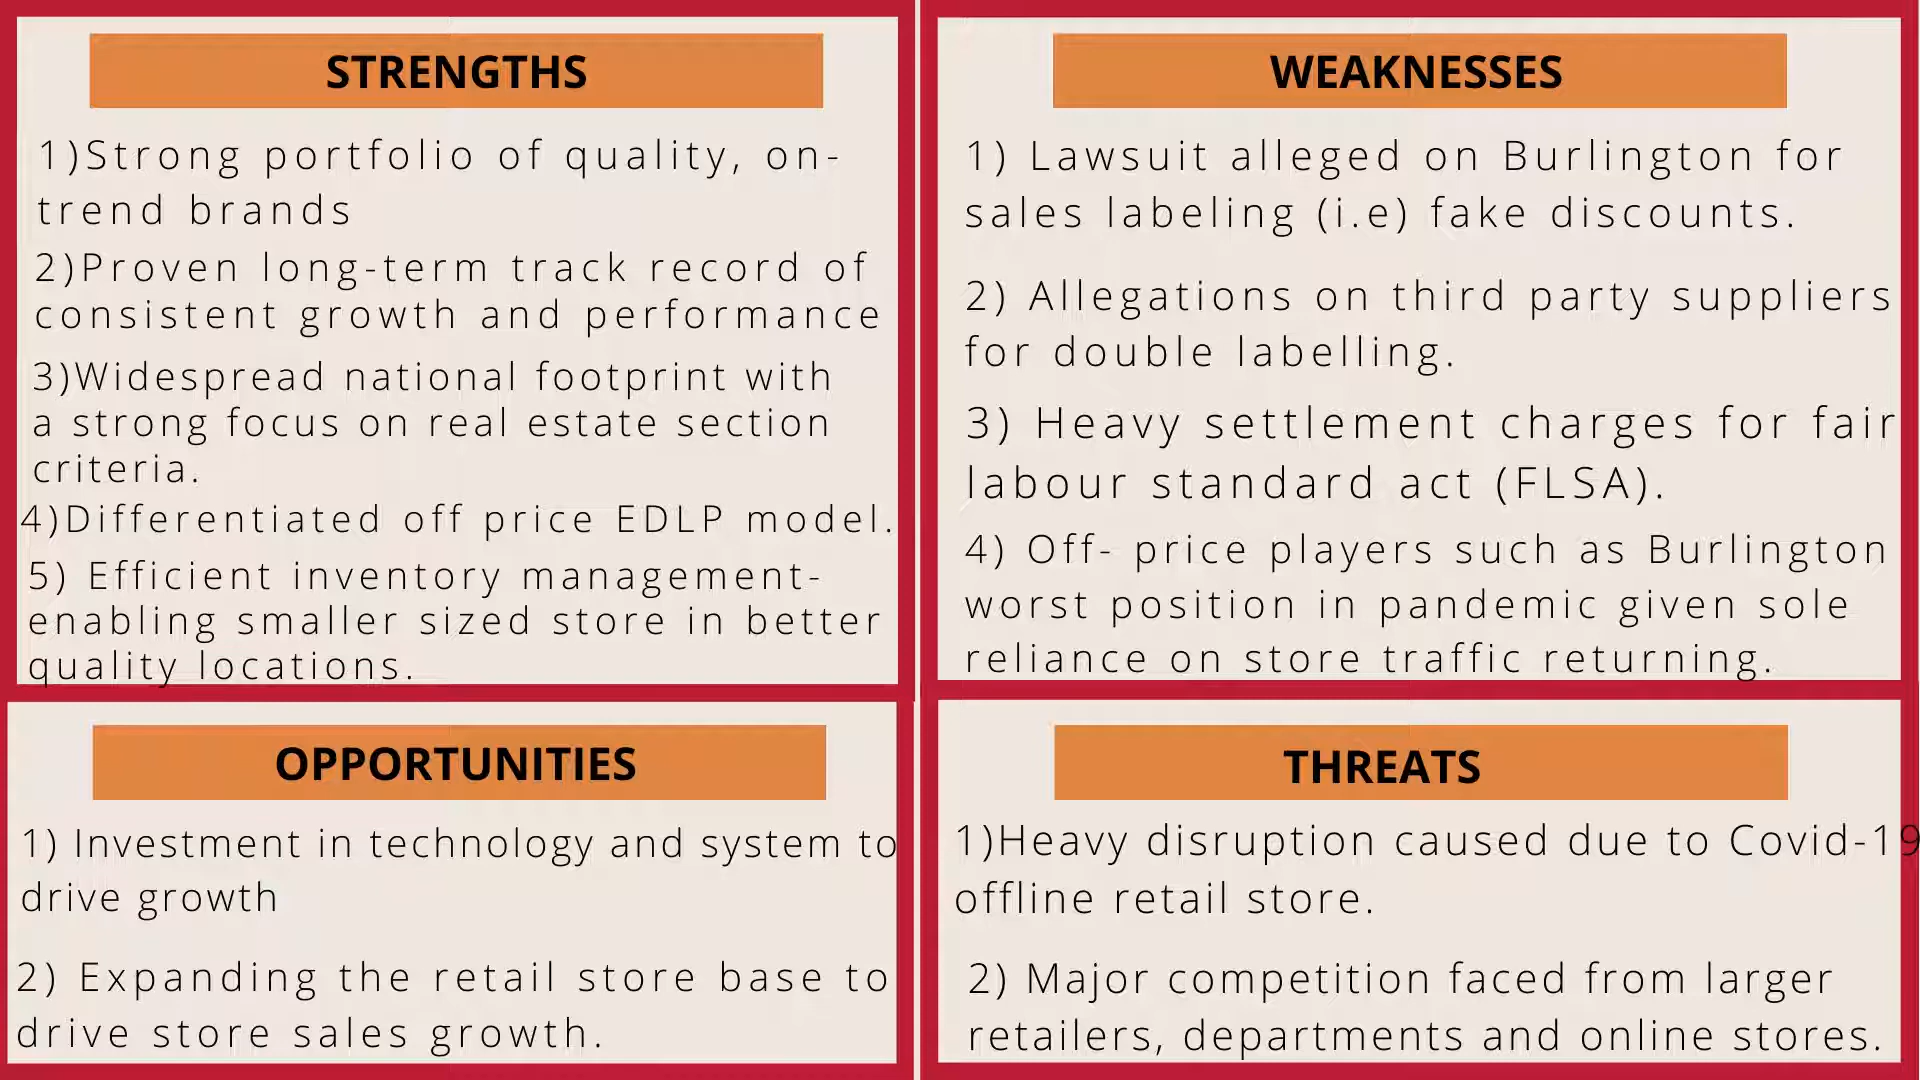 STRENGTHS
1)Strong portfolio of quality, on-
trend brands
2)Proven long-term track record of
consistent growth and performance
3)Widespread national footprint with
a strong focus on real estate section
criteria.
4)Differentiated off price EDLP model.
5) Efficient inventory management-
enabling smaller sized store in better
quality locations.
WEAKNESSES
1) Lawsuit alleged on Burlington for
sales labeling (i.e) fake discounts.
2) Allegations on third party suppliers
for double labelling.
3) Heavy settlement charges for fair
labour standard act (FLSA).
4) Off- price players such as Burlington
worst position in pandemic given sole
reliance on store traffic returning.
OPPORTUNITIES
1) Investment in technology and system to
drive growth
2) Expanding the retail store base to
drive store sales growth.
THREATS
1)Heavy disruption caused due to Covid-19
offline retail store.
2) Major competition faced from larger
retailers, departments and online stores.